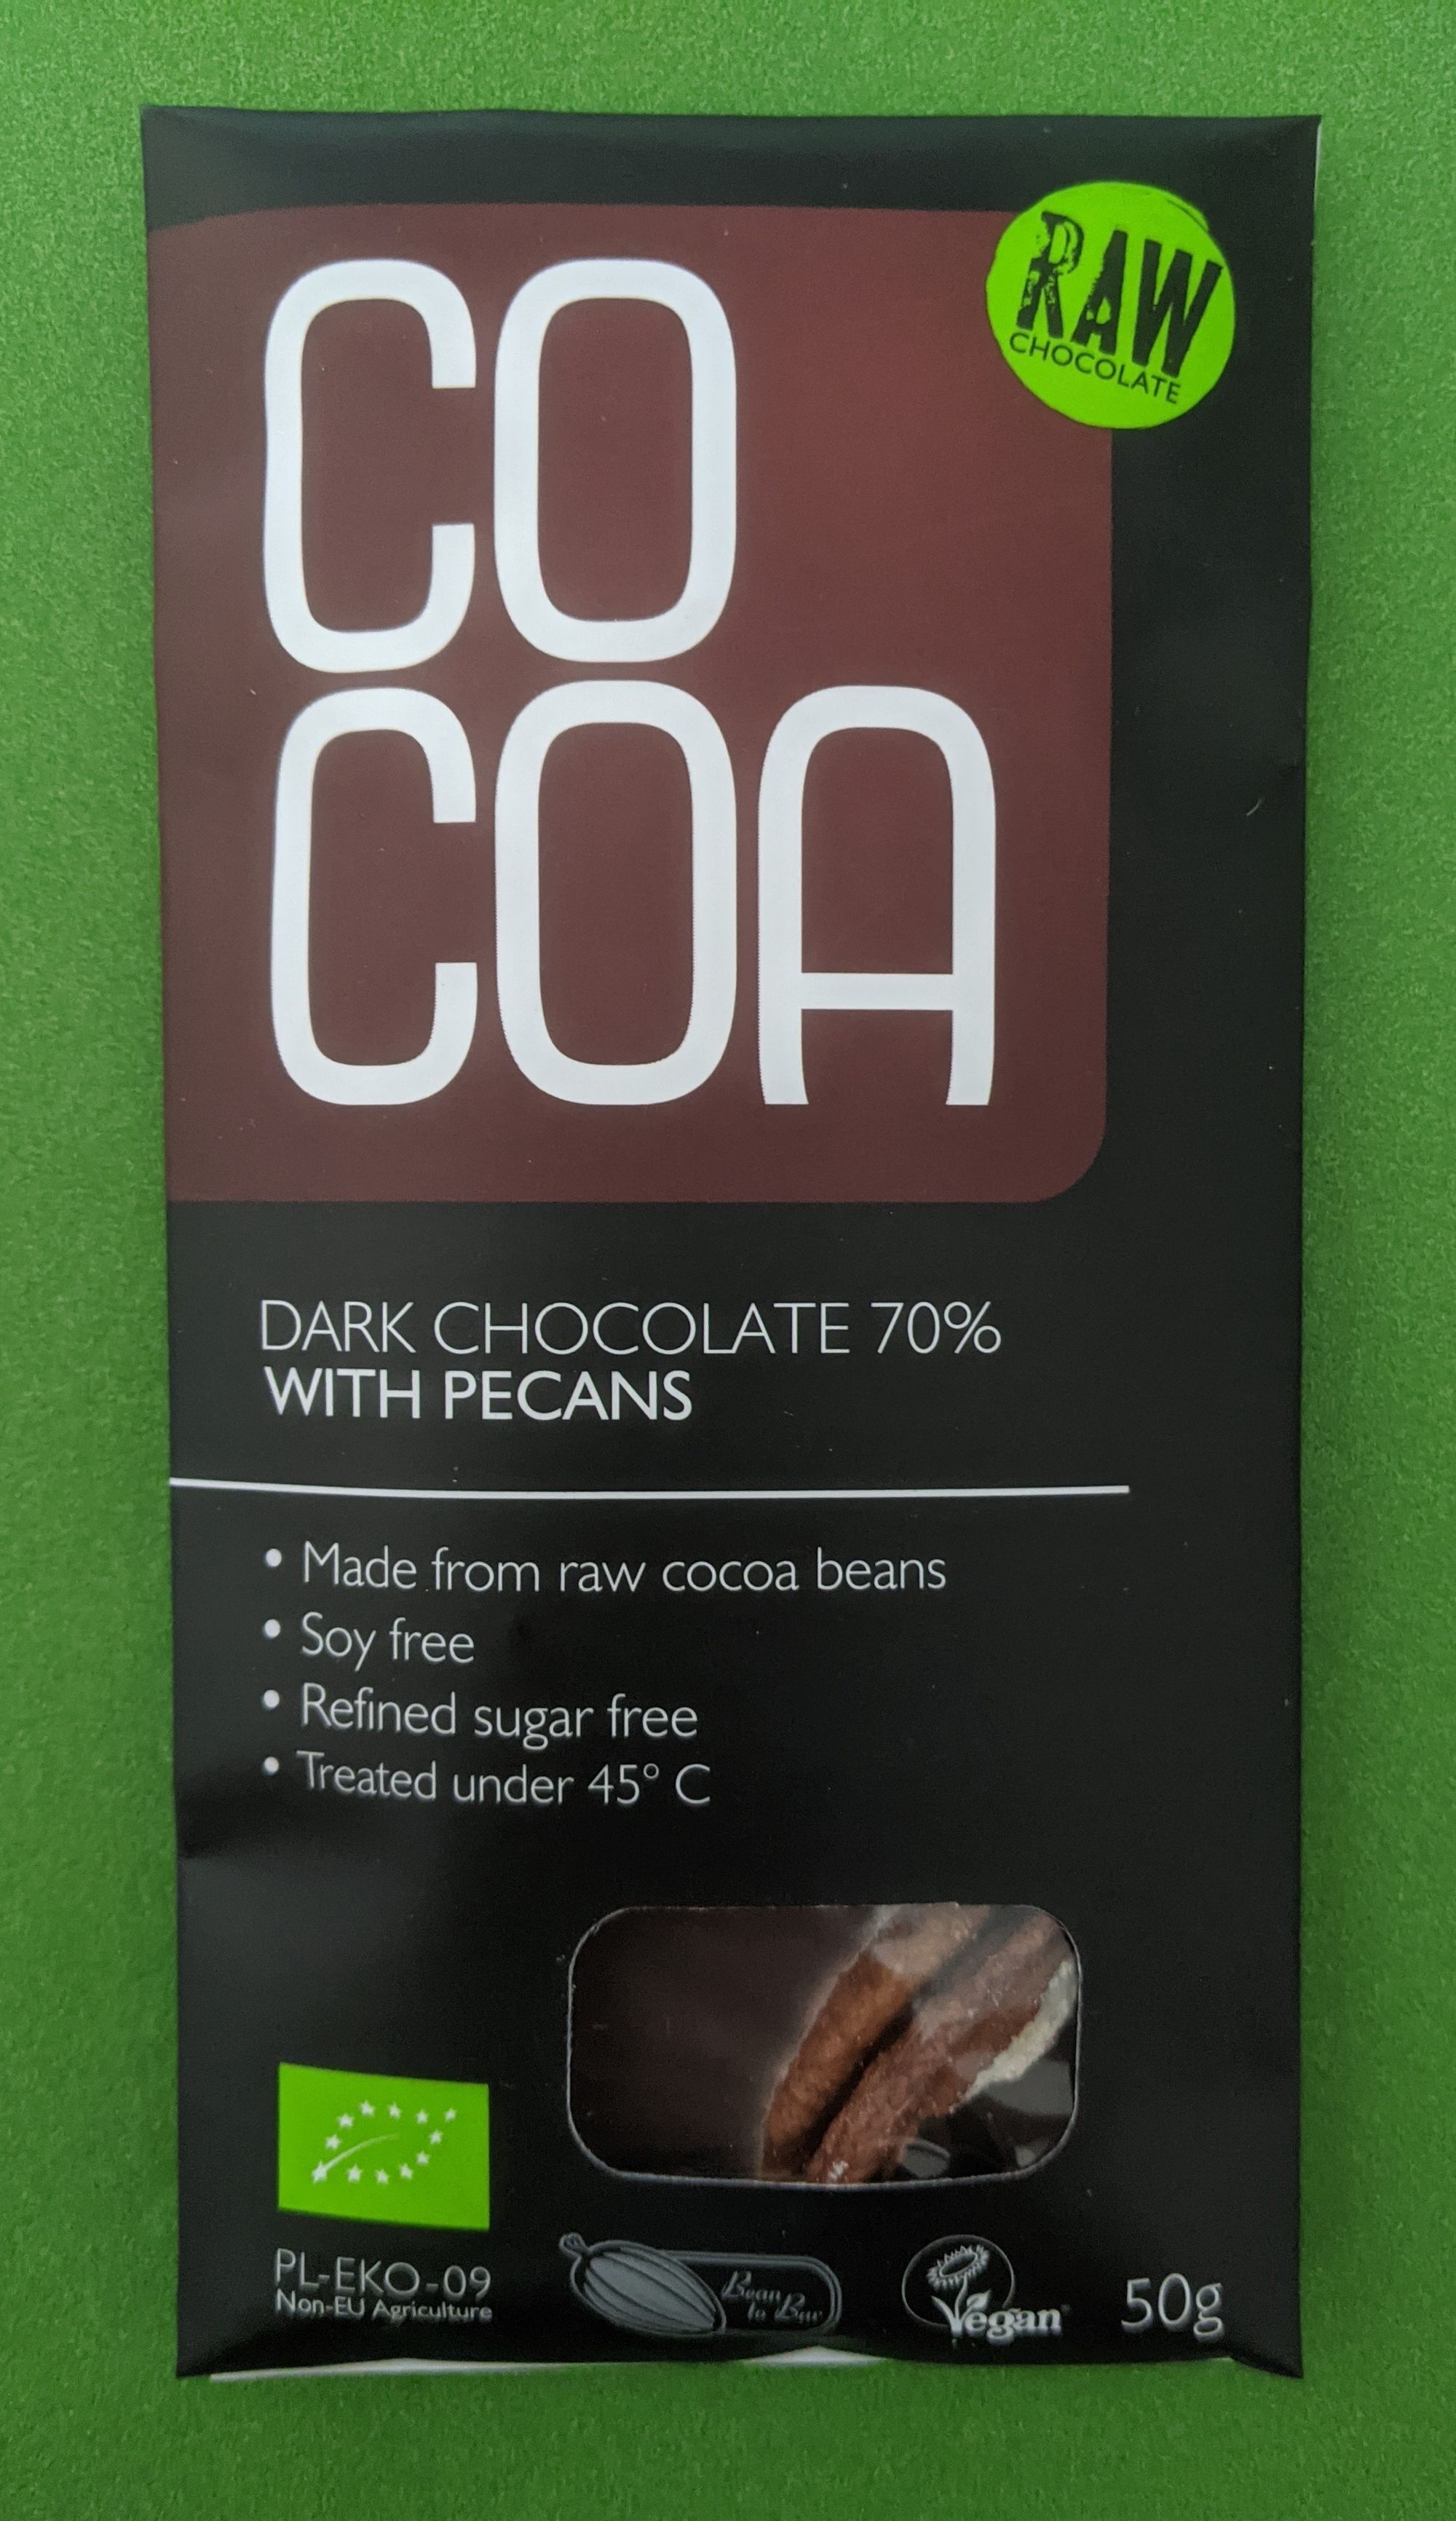 CO
COA
RAW
CHOCOLATE
DARK CHOCOLATE 70%
WITH PECANS
• Made from raw cocoa beans
• Soy free
• Refined sugar free
• Treated under 45° C
PL-EKO-09
Non-EU Agriculture
Bean
to Bar
Vegan
50g